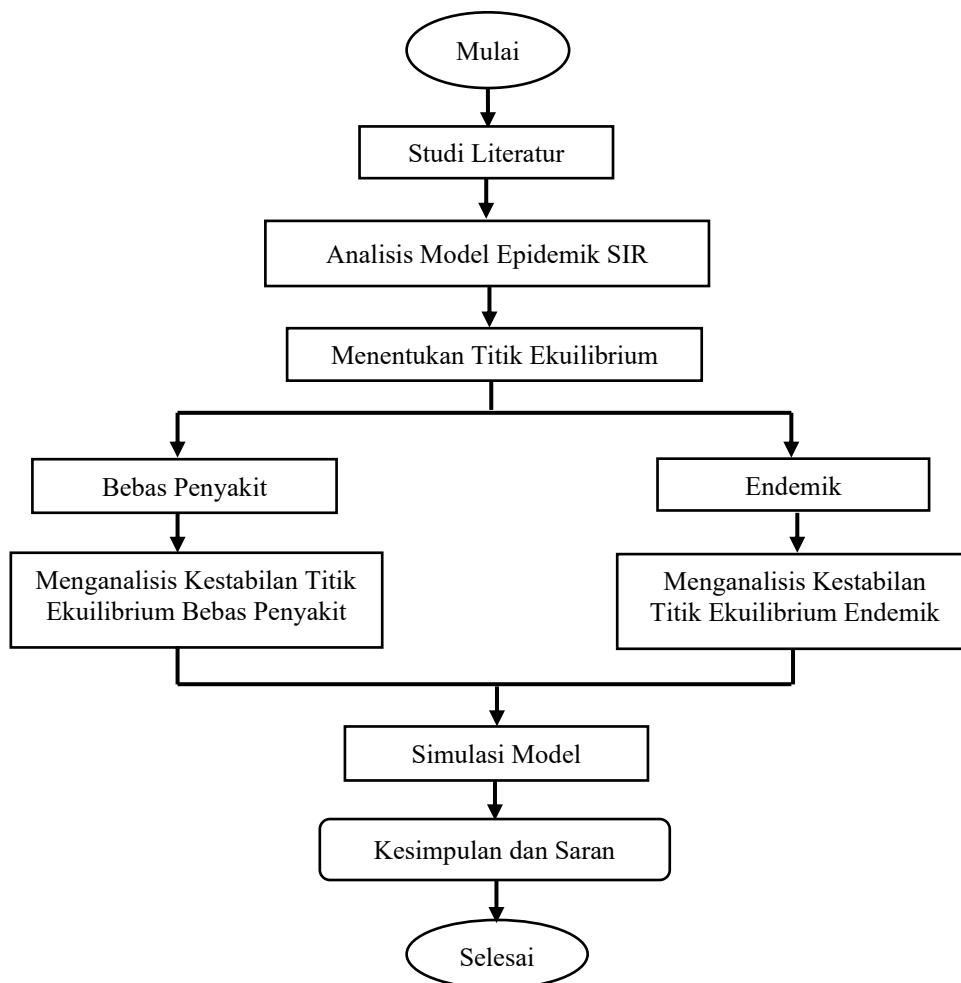 Mulai
Studi Literatur
Analisis Model Epidemik SIR
Menentukan Titik Ekuilibrium
Bebas Penyakit
Endemik
Menganalisis Kestabilan Titik
Ekuilibrium Bebas Penyakit
Menganalisis Kestabilan
Titik Ekuilibrium Endemik
Simulasi Model
Kesimpulan dan Saran
Selesai